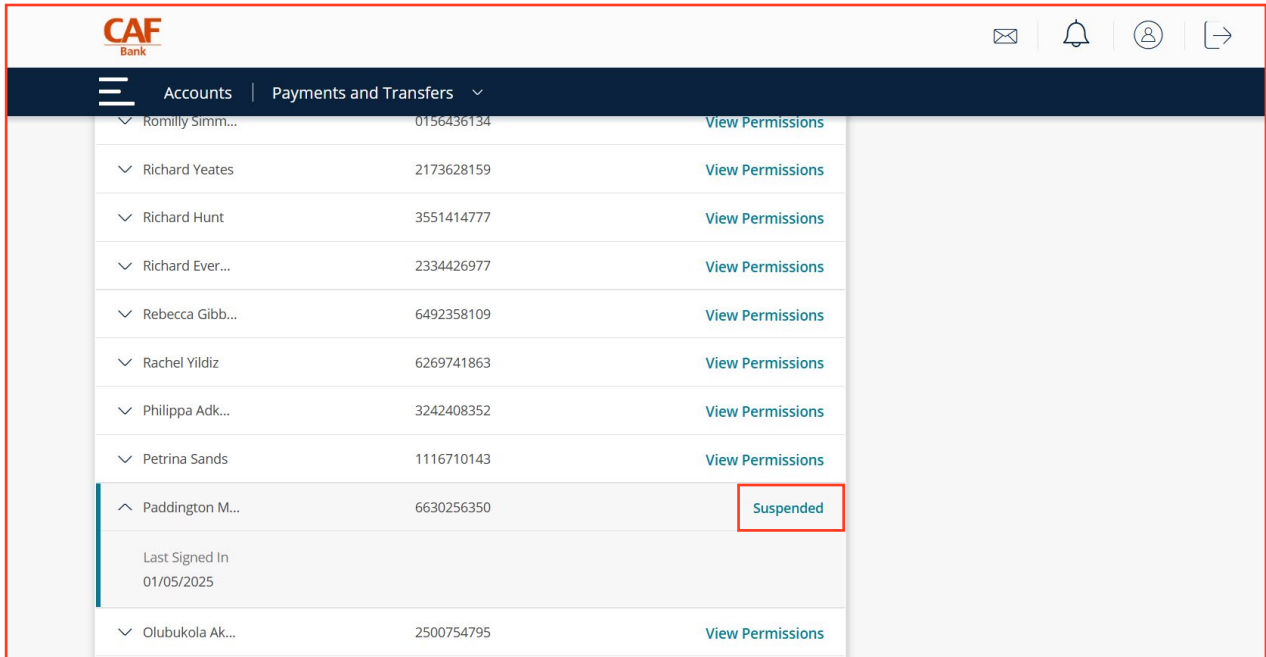 CAF
Bank
Accounts | Payments and Transfers
Romilly Simm... 0156436134 View Permissions
Richard Yeates 2173628159 View Permissions
Richard Hunt 3551414777 View Permissions
Richard Ever... 2334426977 View Permissions
Rebecca Gibb... 6492358109 View Permissions
Rachel Yildiz 6269741863 View Permissions
Philippa Adk... 3242408352 View Permissions
Petrina Sands 1116710143 View Permissions
Paddington M... 6630256350 Suspended
Last Signed In
01/05/2025
Olubukola Ak... 2500754795 View Permissions